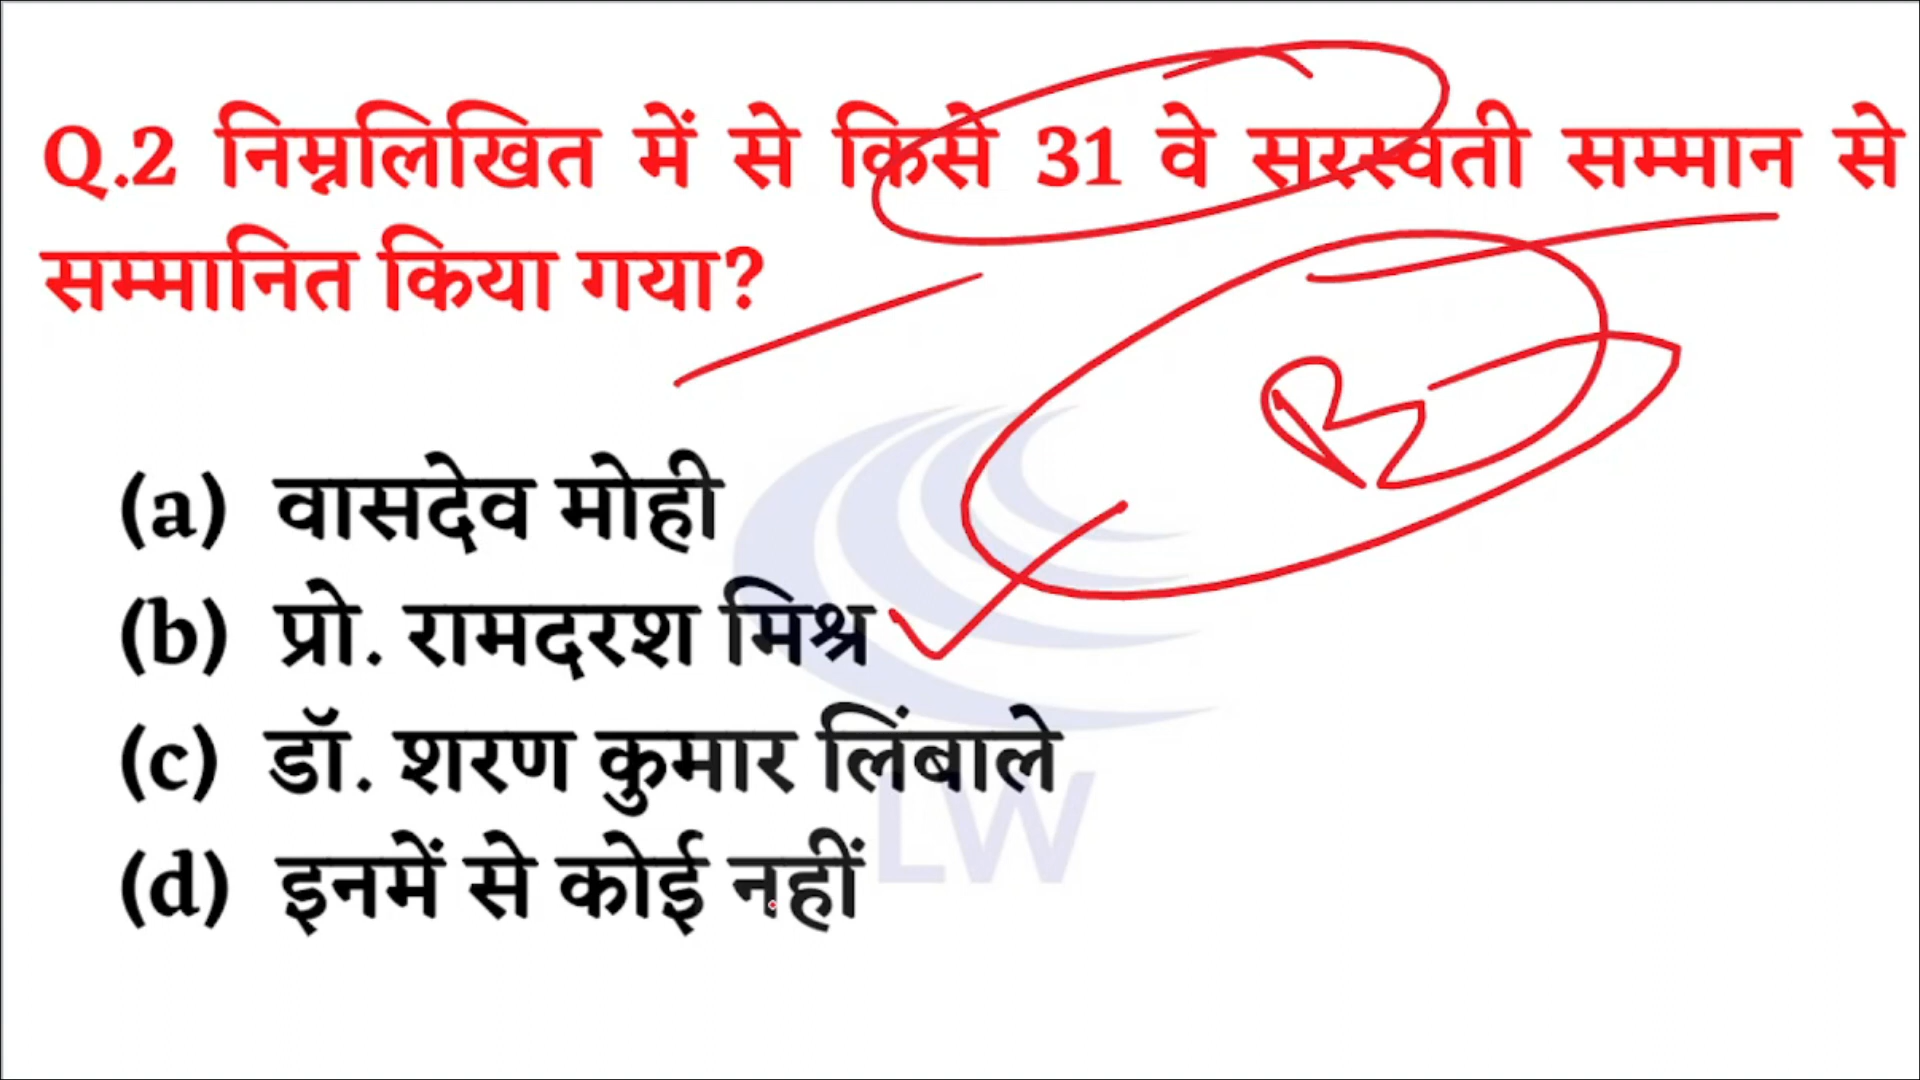 Q.2 निम्नलिखित में से किसे 31 वे सरस्वती सम्मान से
सम्मानित किया गया?
(a) वासदेव मोही
(b) प्रो. रामदरश मिश्र
(c) डॉ. शरण कुमार लिंबाले
(d) इनमें से कोई नहीं
LW